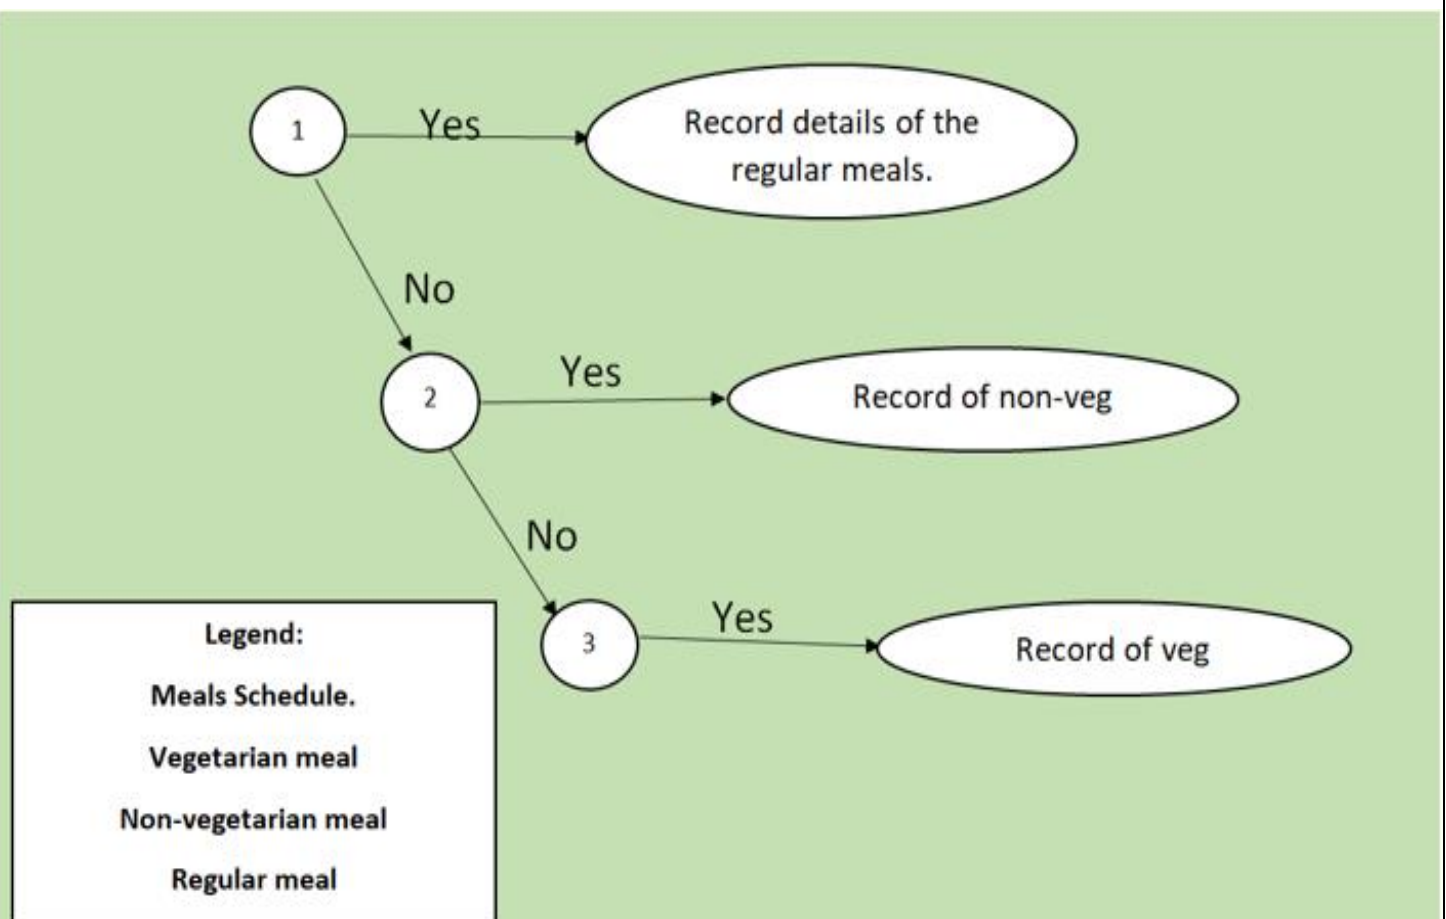 1
Yes
Record details of the
regular meals.
No
2
Yes
Record of non-veg
No
3
Yes
Record of veg
Legend:
Meals Schedule.
Vegetarian meal
Non-vegetarian meal
Regular meal